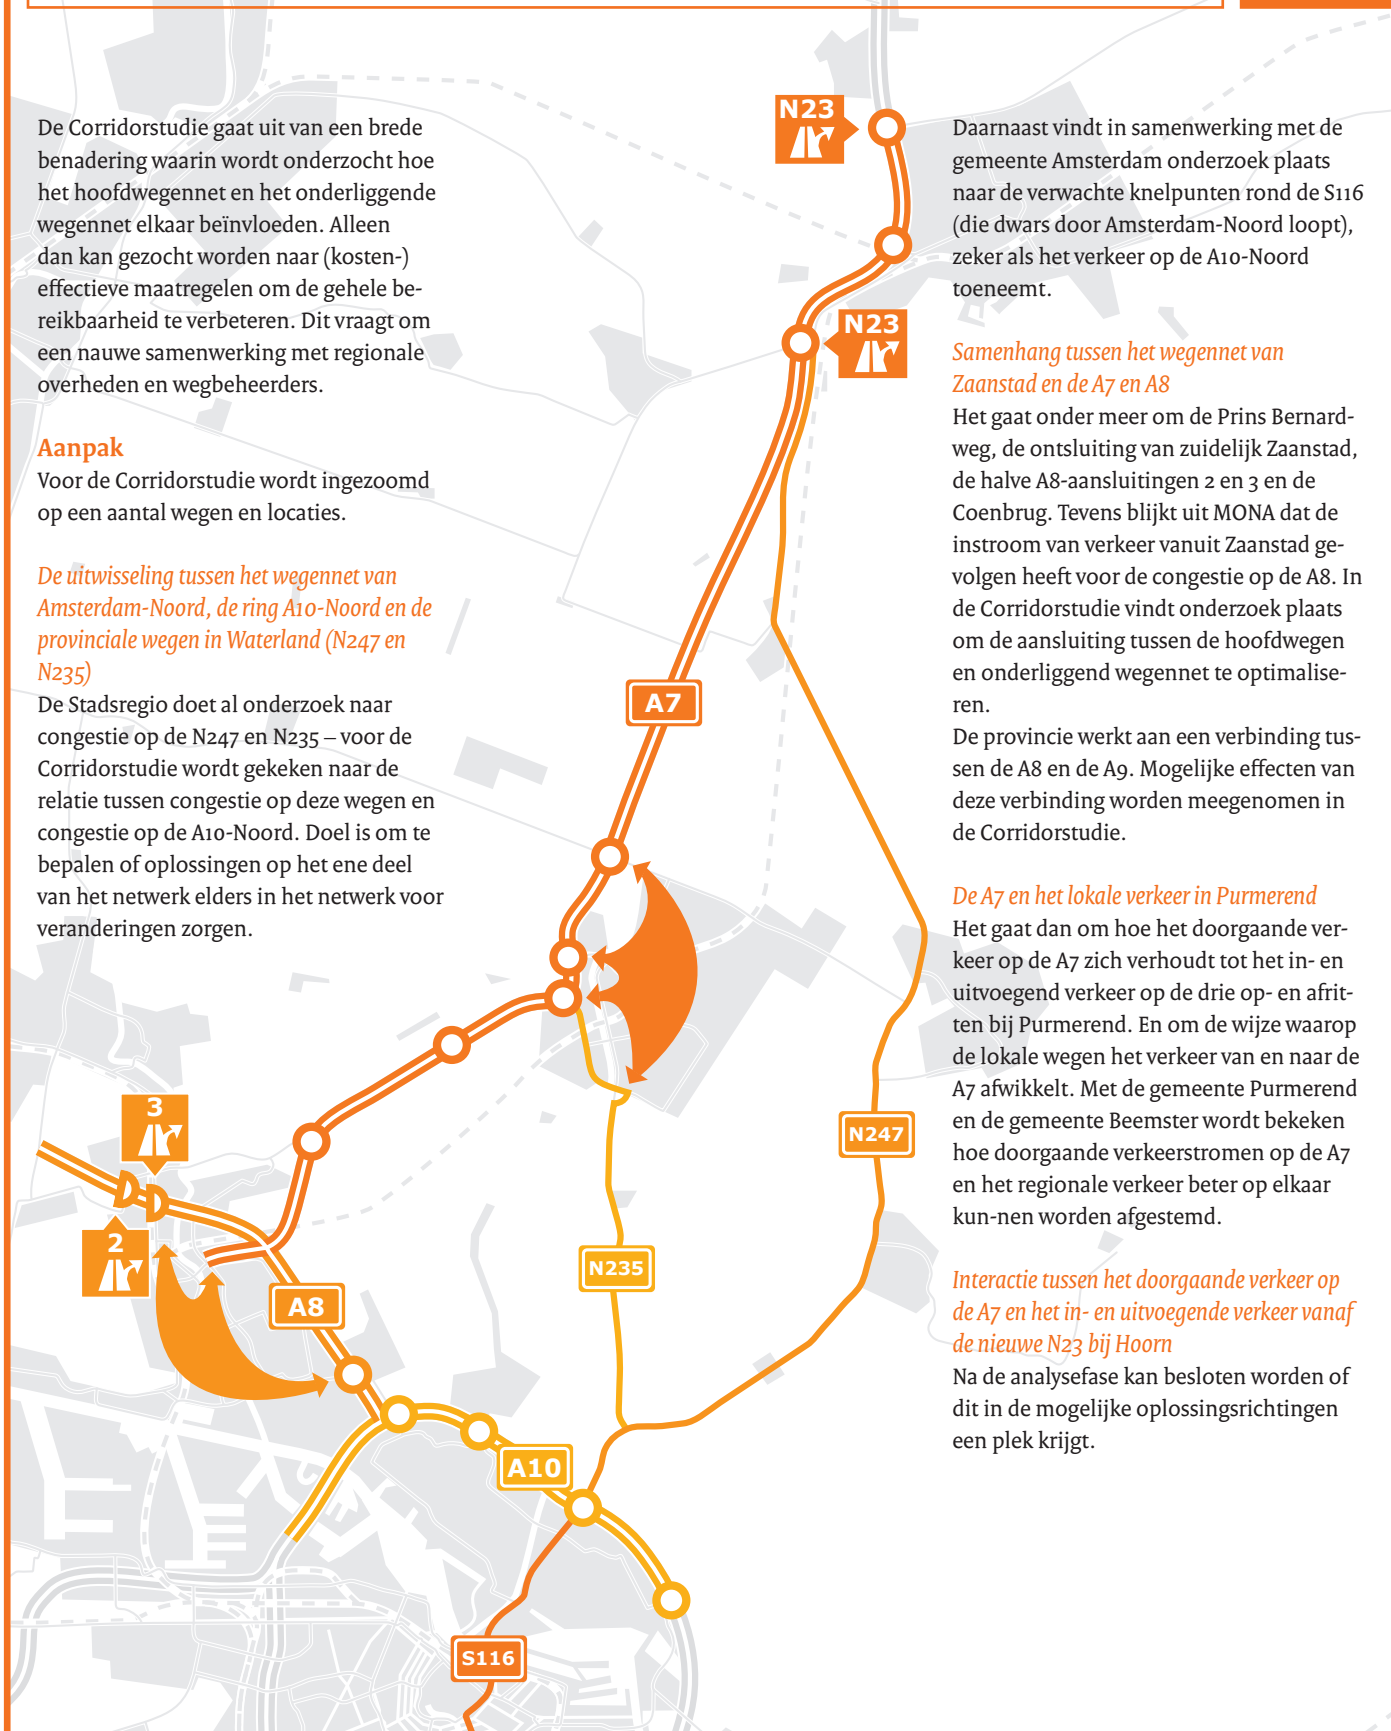 De Corridorstudie gaat uit van een brede
benadering waarin wordt onderzocht hoe
het hoofdwegennet en het onderliggende
wegennet elkaar beïnvloeden. Alleen
dan kan gezocht worden naar (kosten-)
effectieve maatregelen om de gehele be-
reikbaarheid te verbeteren. Dit vraagt om
een nauwe samenwerking met regionale
overheden en wegbeheerders.
Aanpak
Voor de Corridorstudie wordt ingezoomd
op een aantal wegen en locaties.
De uitwisseling tussen het wegennet van
Amsterdam-Noord, de ring A10-Noord en de
provinciale wegen in Waterland (N247 en
N235)
De Stadsregio doet al onderzoek naar
congestie op de N247 en N235 – voor de
Corridorstudie wordt gekeken naar de
relatie tussen congestie op deze wegen en
congestie op de A10-Noord. Doel is om te
bepalen of oplossingen op het ene deel
van het netwerk elders in het netwerk voor
veranderingen zorgen.
Daarnaast vindt in samenwerking met de
gemeente Amsterdam onderzoek plaats
naar de verwachte knelpunten rond de S116
(die dwars door Amsterdam-Noord loopt),
zeker als het verkeer op de A10-Noord
toeneemt.
Samenhang tussen het wegennet van
Zaanstad en de A7 en A8
Het gaat onder meer om de Prins Bernard-
weg, de ontsluiting van zuidelijk Zaanstad,
de halve A8-aansluitingen 2 en 3 en de
Coenbrug. Tevens blijkt uit MONA dat de
instroom van verkeer vanuit Zaanstad ge-
volgen heeft voor de congestie op de A8. In
de Corridorstudie vindt onderzoek plaats
om de aansluiting tussen de hoofdwegen
en onderliggend wegennet te optimalise-
ren.
De provincie werkt aan een verbinding tus-
sen de A8 en de A9. Mogelijke effecten van
deze verbinding worden meegenomen in
de Corridorstudie.
De A7 en het lokale verkeer in Purmerend
Het gaat dan om hoe het doorgaande ver-
keer op de A7 zich verhoudt tot het in- en
uitvoegend verkeer op de drie op- en afrit-
ten bij Purmerend. En om de wijze waarop
de lokale wegen het verkeer van en naar de
A7 afwikkelt. Met de gemeente Purmerend
en de gemeente Beemster wordt bekeken
hoe doorgaande verkeerstromen op de A7
en het regionale verkeer beter op elkaar
kun-nen worden afgestemd.
Interactie tussen het doorgaande verkeer op
de A7 en het in- en uitvoegende verkeer vanaf
de nieuwe N23 bij Hoorn
Na de analysefase kan besloten worden of
dit in de mogelijke oplossingsrichtingen
een plek krijgt.
N23
N23
A7
3
N247
2
N235
A8
A10
S116